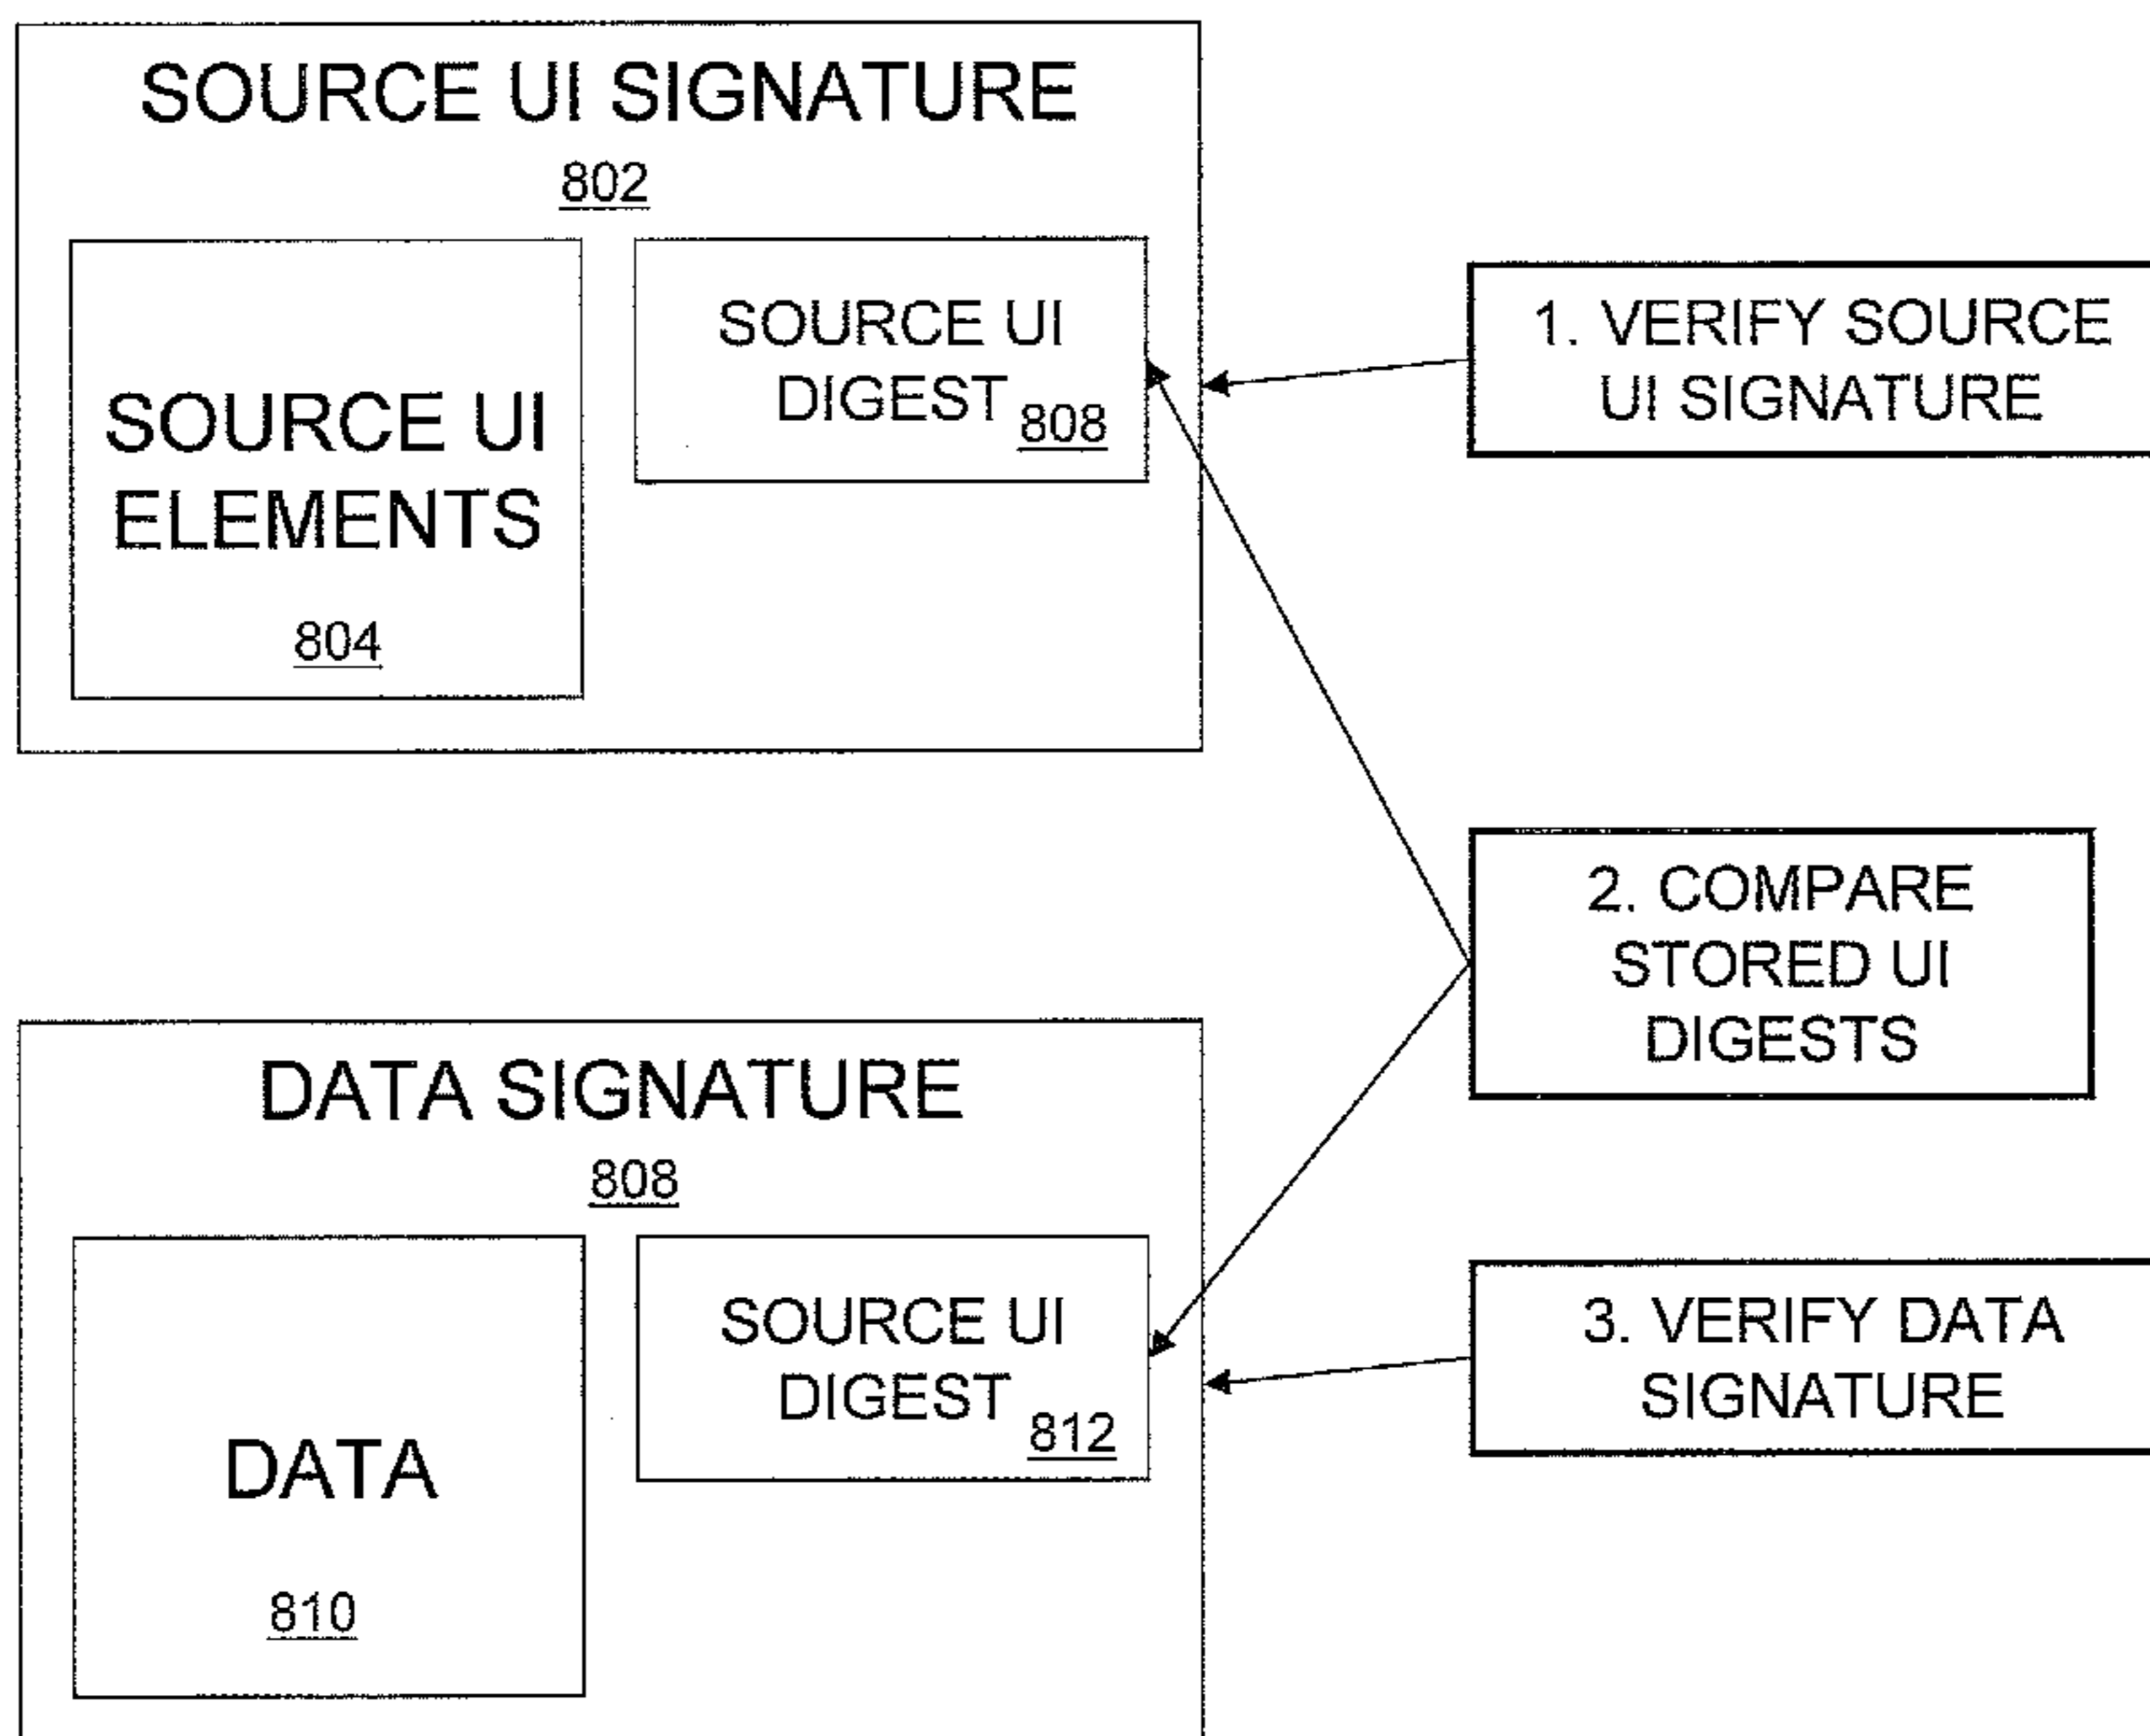 SOURCE UI SIGNATURE
802
SOURCE UI
ELEMENTS
804
SOURCE UI
DIGEST 808
1. VERIFY SOURCE
UI SIGNATURE
2. COMPARE
STORED UI
DIGESTS
DATA SIGNATURE
808
DATA
810
SOURCE UI
DIGEST 812
3. VERIFY DATA
SIGNATURE